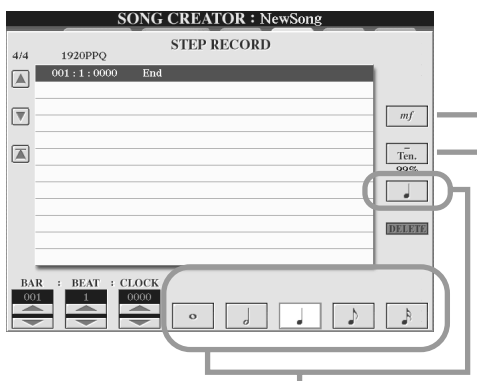 SONG CREATOR : NewSong
STEP RECORD
4/4 1920PPQ
001 : 1 : 0000 End
mf
Ten.
99%
DELETE
BAR : BEAT : CLOCK
001 1 0000